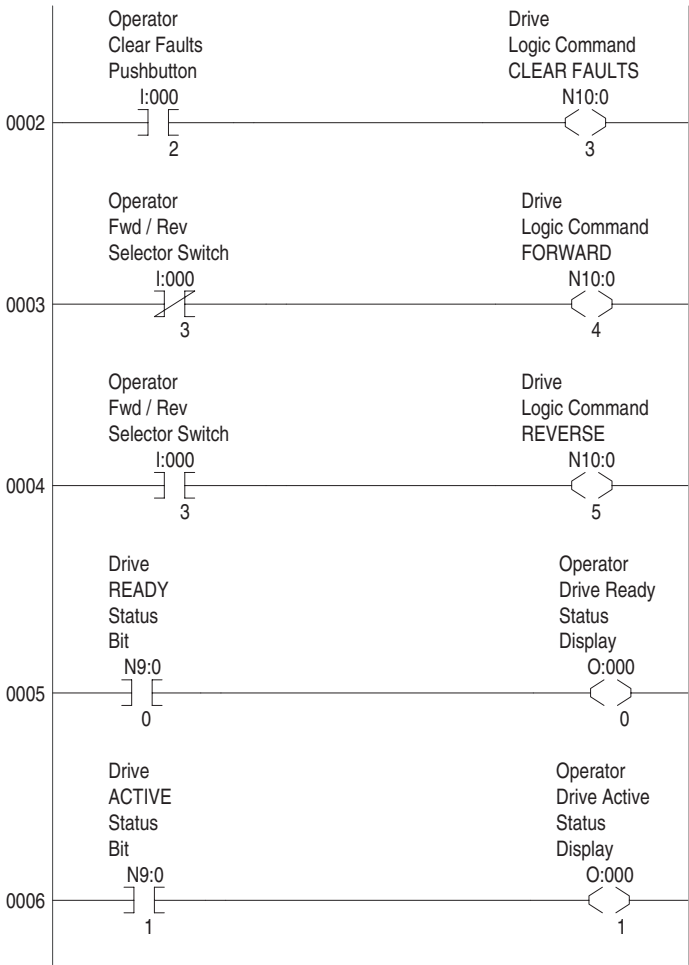 Operator
Clear Faults
Pushbutton
I:000
2
Drive
Logic Command
CLEAR FAULTS
N10:0
3
0002
Operator
Fwd / Rev
Selector Switch
I:000
3
Drive
Logic Command
FORWARD
N10:0
4
0003
Operator
Fwd / Rev
Selector Switch
I:000
3
Drive
Logic Command
REVERSE
N10:0
5
0004
Drive
READY
Status
Bit
N9:0
0
Operator
Drive Ready
Status
Display
O:000
0
0005
Drive
ACTIVE
Status
Bit
N9:0
1
Operator
Drive Active
Status
Display
O:000
1
0006